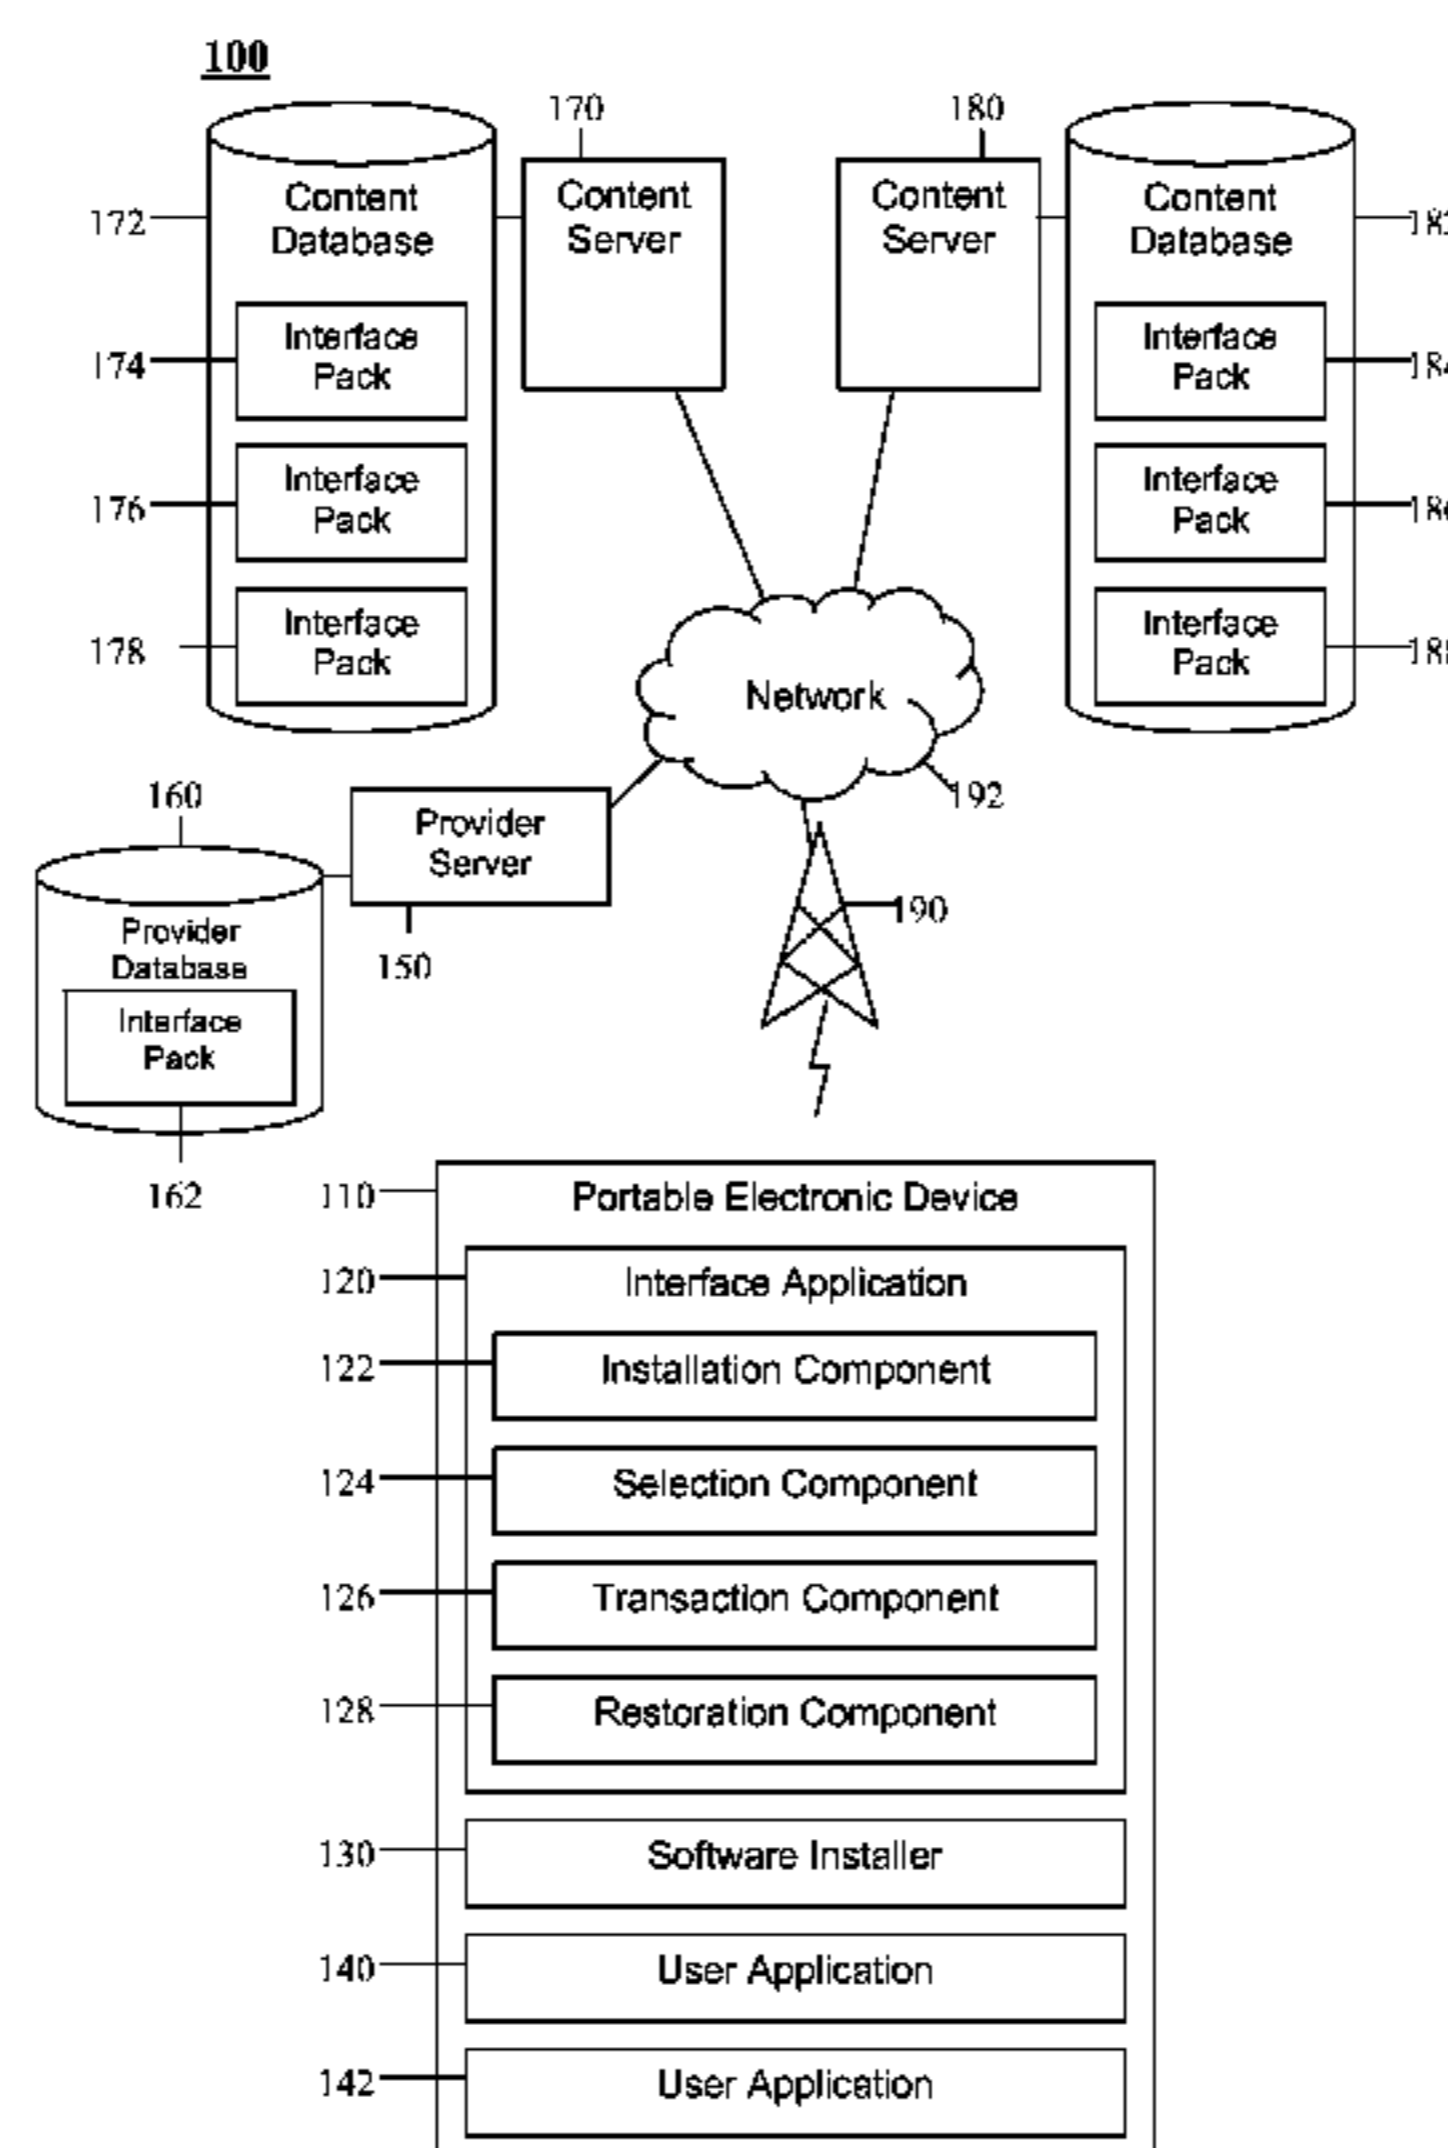 100
170
180
Content
Database
Content
Server
Content
Server
Content
Database
172
Interface
Pack
Interface
Pack
174
Interface
Pack
Interface
Pack
176
Interface
Pack
Interface
Pack
178
Network
192
160
Provider
Server
190
Provider
Database
150
Interface
Pack
162
110
Portable Electronic Device
120
Interface Application
122
Installation Component
124
Selection Component
126
Transaction Component
128
Restoration Component
130
Software Installer
140
User Application
142
User Application